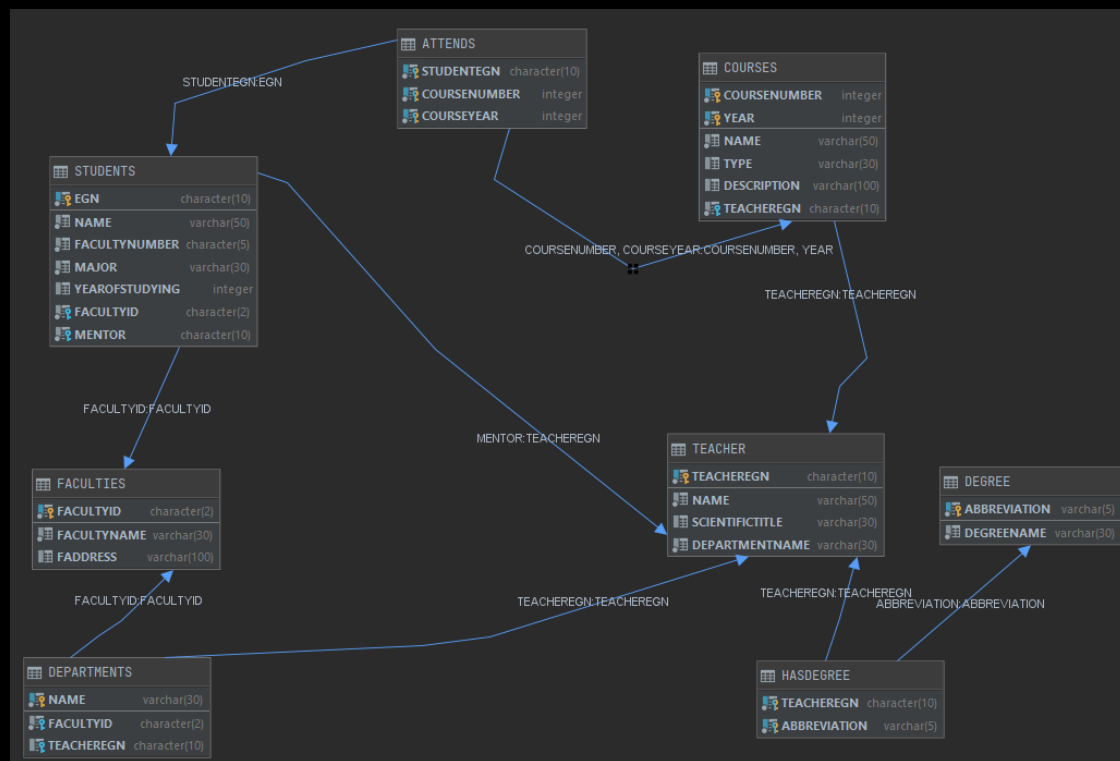 ATTENDS
STUDENTEGN character(10)
COURSENUMBER integer
COURSEYEAR integer
COURSES
COURSENUMBER integer
YEAR integer
NAME varchar(50)
TYPE varchar(30)
DESCRIPTION varchar(100)
TEACHEREGN character(10)
STUDENTEGN:EGN
STUDENTS
EGN character(10)
NAME varchar(50)
FACULTYNUMBER character(5)
MAJOR varchar(30)
YEAROFSTUDYING integer
FACULTYID character(2)
MENTOR character(10)
COURSENUMBER, COURSEYEAR:COURSENUMBER, YEAR
TEACHEREGN:TEACHEREGN
FACULTYID:FACULTYID
MENTOR:TEACHEREGN
TEACHER
TEACHEREGN character(10)
NAME varchar(50)
SCIENTIFICTITLE varchar(30)
DEPARTMENTNAME varchar(30)
DEGREE
ABBREVIATION varchar(5)
DEGREENAME varchar(30)
FACULTIES
FACULTYID character(2)
FACULTYNAME varchar(30)
FADDRESS varchar(100)
FACULTYID:FACULTYID
TEACHEREGN:TEACHEREGN
TEACHEREGN:TEACHEREGN
ABBREVIATION:ABBREVIATION
DEPARTMENTS
NAME varchar(30)
FACULTYID character(2)
TEACHEREGN character(10)
HASDEGREE
TEACHEREGN character(10)
ABBREVIATION varchar(5)